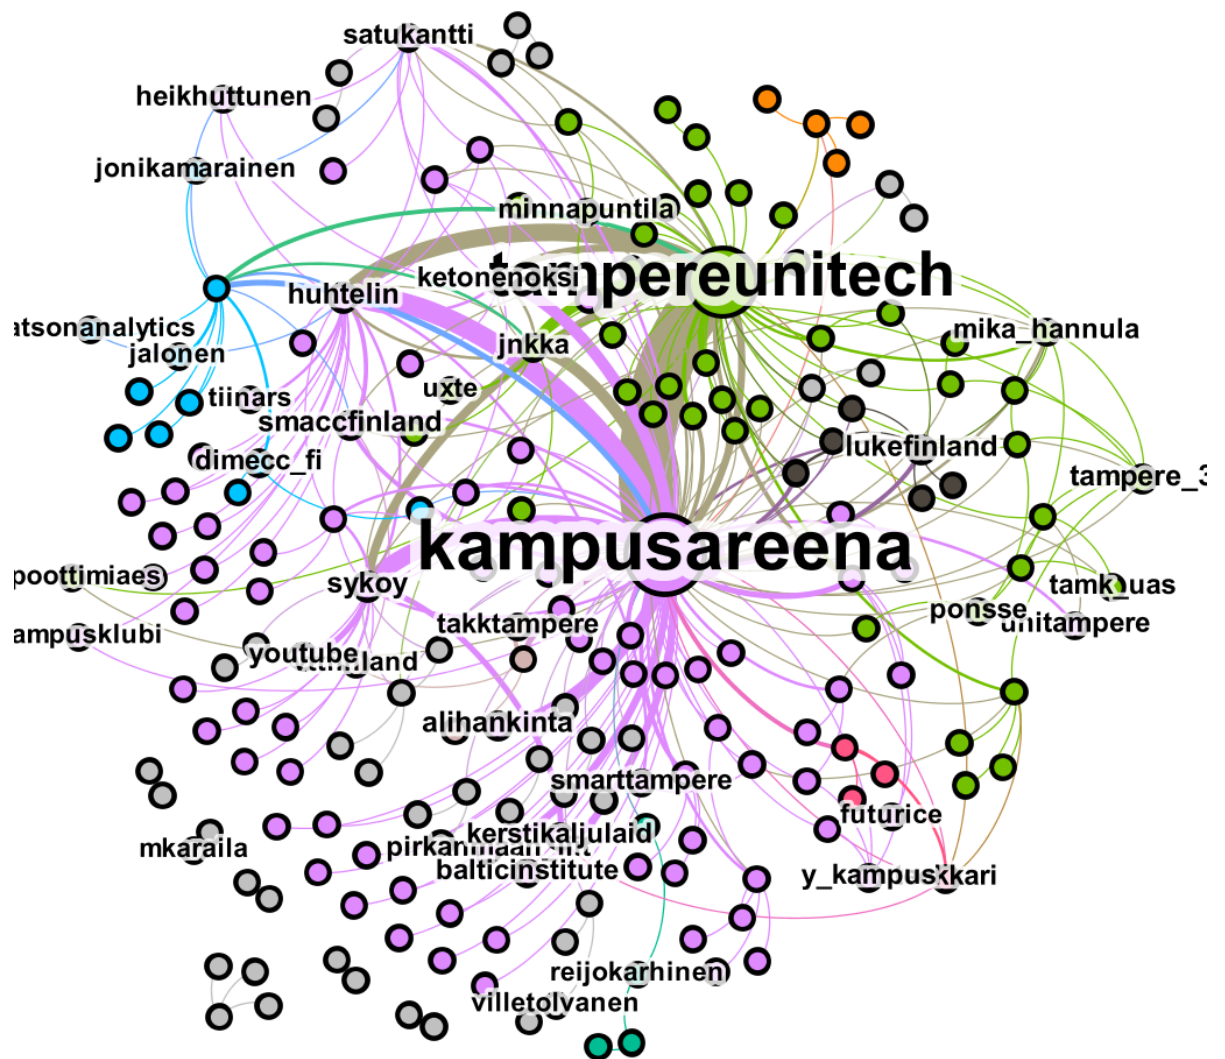 satukantti
heikhuttunen
jonikamarainen
minnapuntila
tampereunitech
ketonenoksi
huhtelin
atsonanalytics
mika_hannula
jnkka
jalonen
uxte
tiinars
smaccfinland
lukefinland
dimecc_fi
tampere_3
kampusareena
poottimiaes
sykoy
tamk_uas
ponsse
unitampere
takktampere
ampusklubi
youtube
alihankinta
smarttampere
futurice
kerstikaljulaid
mkaraila
balticinstitute
y_kampus
reijokarhinen
villetolvanen